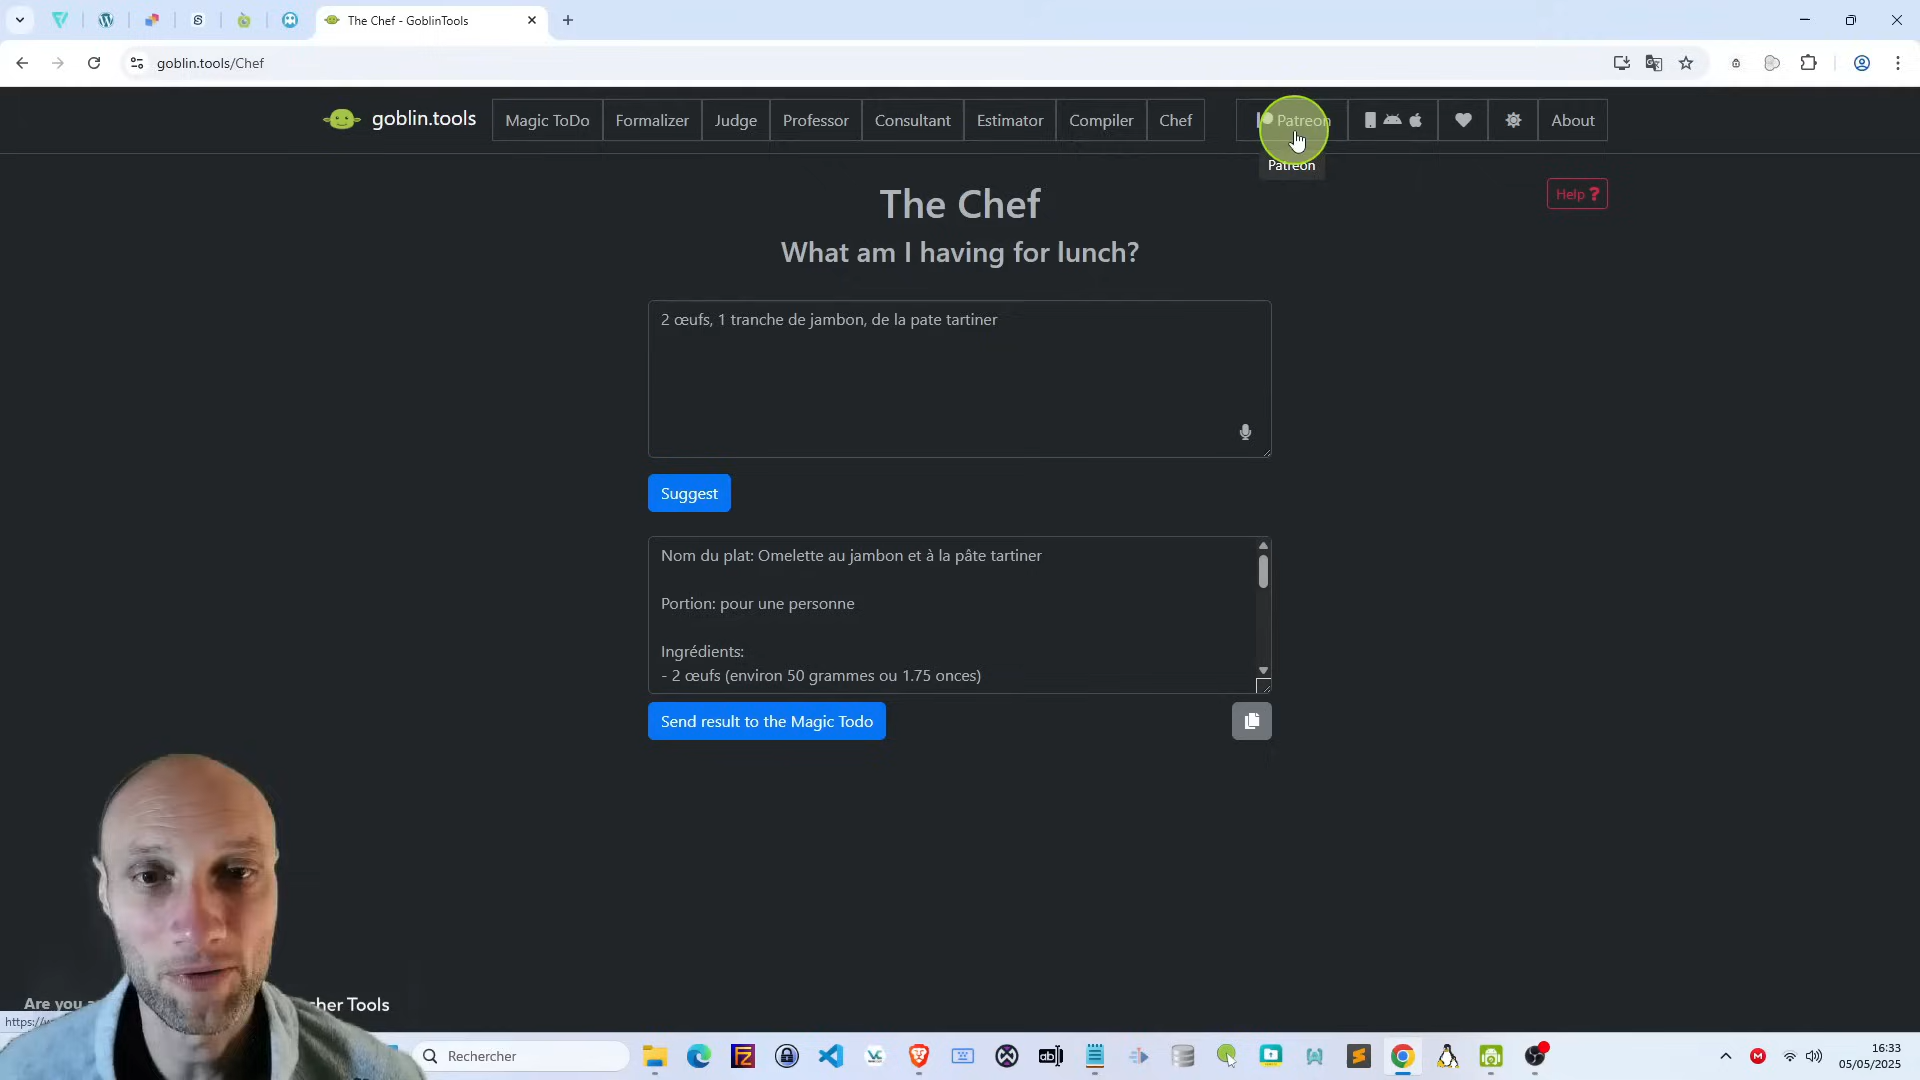 The Chef - GoblinTools
goblin.tools/Chef
goblin.tools
Magic ToDo
Formalizer
Judge
Professor
Consultant
Estimator
Compiler
Chef
Patreon
About
Patreon
Help ?
The Chef
What am I having for lunch?
2 œufs, 1 tranche de jambon, de la pate tartiner
Suggest
Nom du plat: Omelette au jambon et à la pâte tartiner
Portion: pour une personne
Ingrédients:
- 2 œufs (environ 50 grammes ou 1.75 onces)
Send result to the Magic Todo
Are you
Tools
https://
Rechercher
16:33
05/05/2025